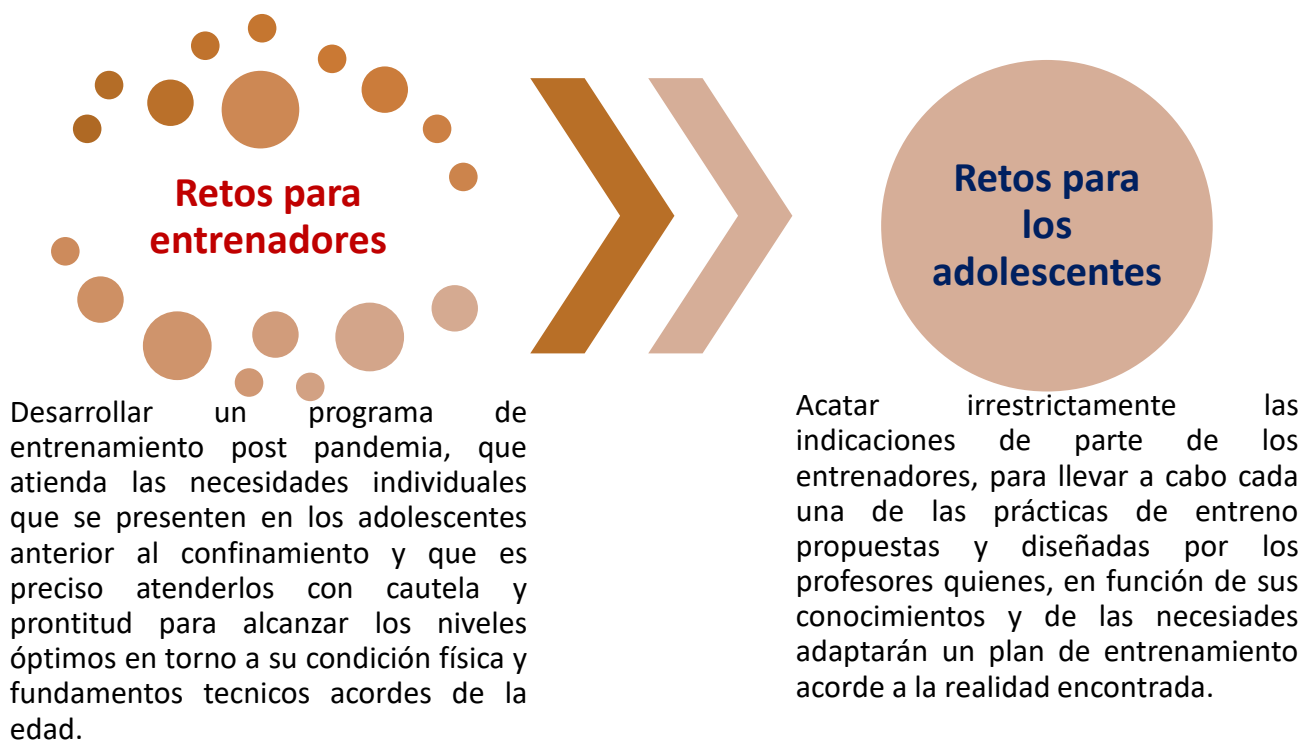 Retos para
entrenadores
Desarrollar un programa de
entrenamiento post pandemia, que
atienda las necesidades individuales
que se presenten en los adolescentes
anterior al confinamiento y que es
preciso atenderlos con cautela y
prontitud para alcanzar los niveles
óptimos en torno a su condición física y
fundamentos tecnicos acordes de la
edad.
Retos para
los
adolescentes
Acatar irrestrictamente las
indicaciones de parte de los
entrenadores, para llevar a cabo cada
una de las prácticas de entreno
propuestas y diseñadas por los
profesores quienes, en función de sus
conocimientos y de las necesiades
adaptarán un plan de entrenamiento
acorde a la realidad encontrada.